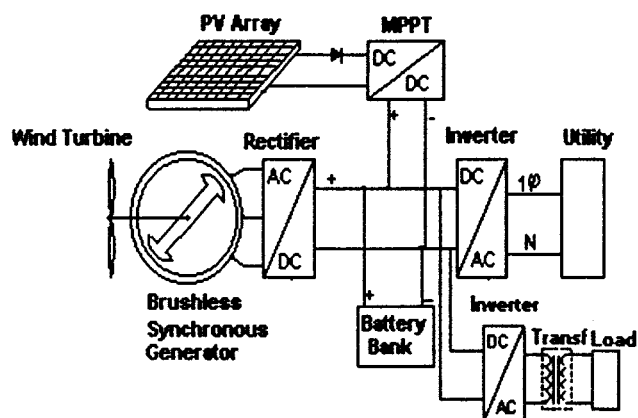 PV Array
MPPT
DC
DC
+
-
Wind Turbine
Rectifier
Inverter
Utility
AC
DC
+
DC
AC
1φ
N
Brushless
Synchronous
Generator
+
-
Battery
Bank
Inverter
DC
AC
Transf
Load